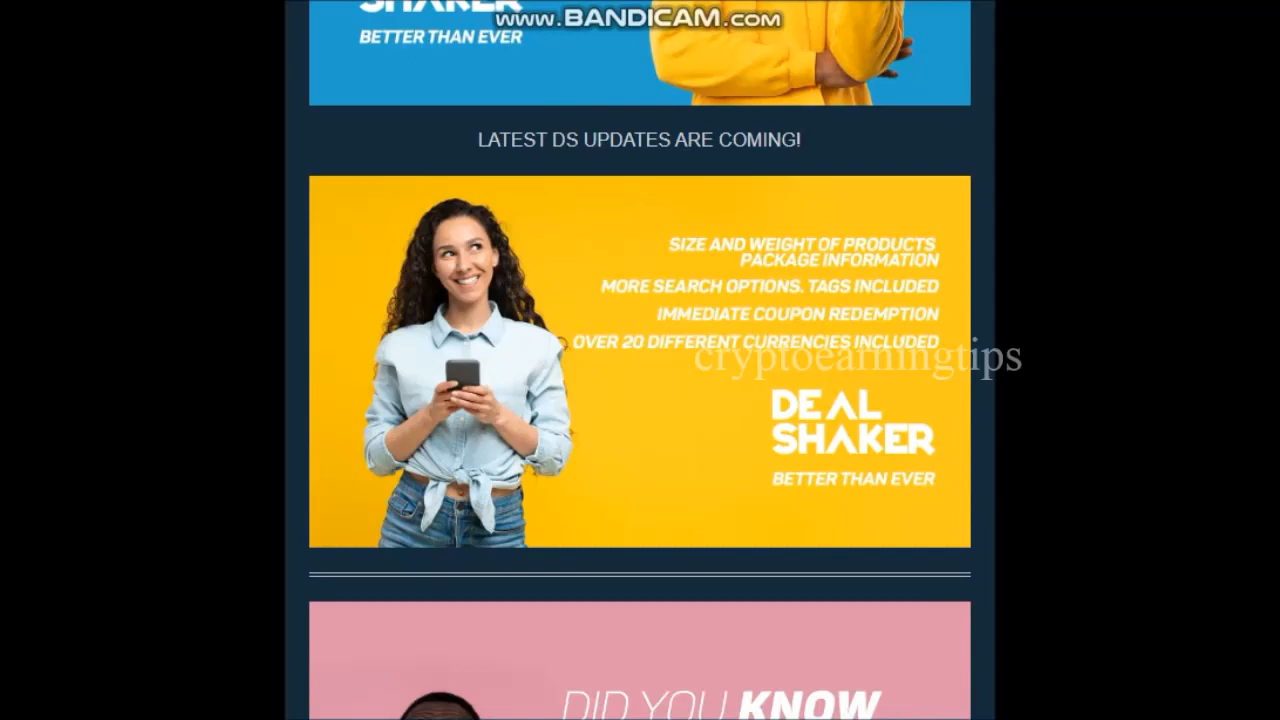 SHAKER
www.BANDICAM.com
BETTER THAN EVER
LATEST DS UPDATES ARE COMING!
SIZE AND WEIGHT OF PRODUCTS
PACKAGE INFORMATION
MORE SEARCH OPTIONS. TAGS INCLUDED
IMMEDIATE COUPON REDEMPTION
OVER 20 DIFFERENT CURRENCIES INCLUDED
cryptoearningtips
DEAL
SHAKER
BETTER THAN EVER
DID YOU KNOW